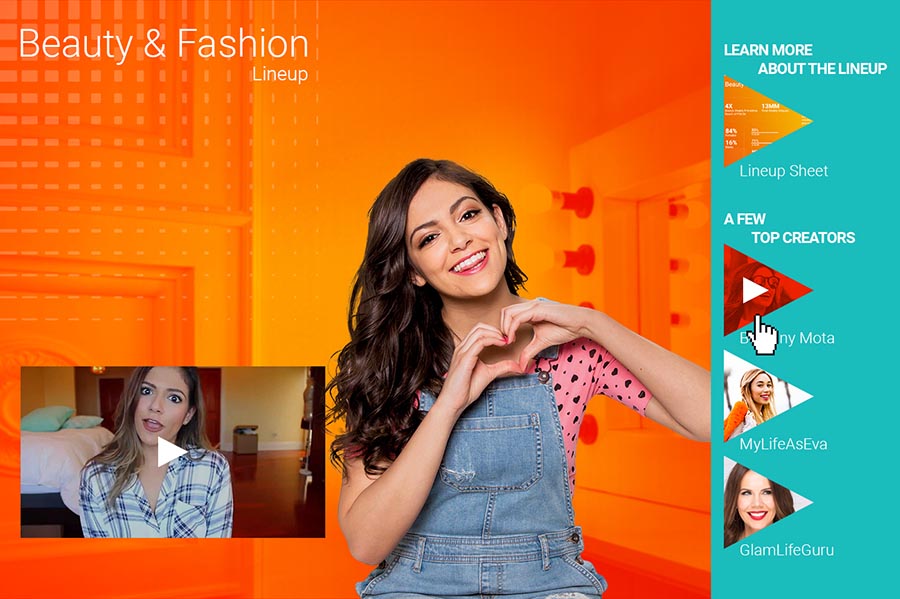 Beauty & Fashion
Lineup
LEARN MORE
ABOUT THE LINEUP
Beauty
4X
13MM
84%
16%
Lineup Sheet
A FEW
TOP CREATORS
ny Mota
MyLifeAsEva
GlamLifeGuru